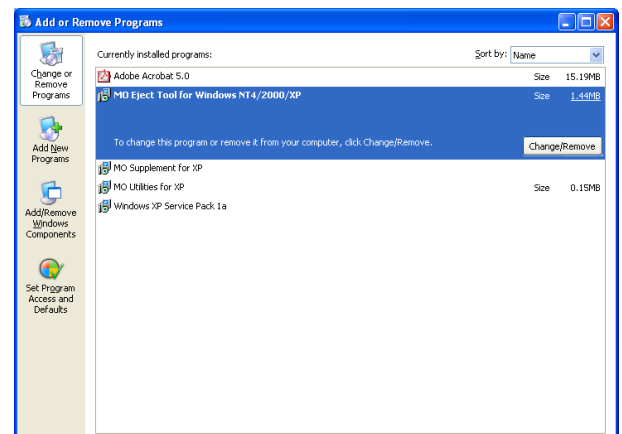 Add or Remove Programs
Change or
Remove
Programs
Add New
Programs
Add/Remove
Windows
Components
Set Program
Access and
Defaults
Currently installed programs:
Sort by: Name
Adobe Acrobat 5.0 Size 15.19MB
MO Eject Tool for Windows NT4/2000/XP Size 1.44MB
To change this program or remove it from your computer, click Change/Remove. Change/Remove
MO Supplement for XP
MO Utilities for XP Size 0.15MB
Windows XP Service Pack 1a